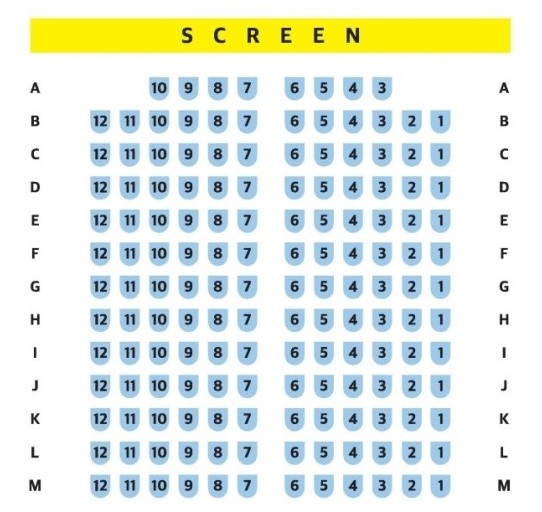 S C R E E N
A 10 9 8 7 6 5 4 3 A
B 12 11 10 9 8 7 6 5 4 3 2 1 B
C 12 11 10 9 8 7 6 5 4 3 2 1 C
D 12 11 10 9 8 7 6 5 4 3 2 1 D
E 12 11 10 9 8 7 6 5 4 3 2 1 E
F 12 11 10 9 8 7 6 5 4 3 2 1 F
G 12 11 10 9 8 7 6 5 4 3 2 1 G
H 12 11 10 9 8 7 6 5 4 3 2 1 H
I 12 11 10 9 8 7 6 5 4 3 2 1 I
J 12 11 10 9 8 7 6 5 4 3 2 1 J
K 12 11 10 9 8 7 6 5 4 3 2 1 K
L 12 11 10 9 8 7 6 5 4 3 2 1 L
M 12 11 10 9 8 7 6 5 4 3 2 1 M